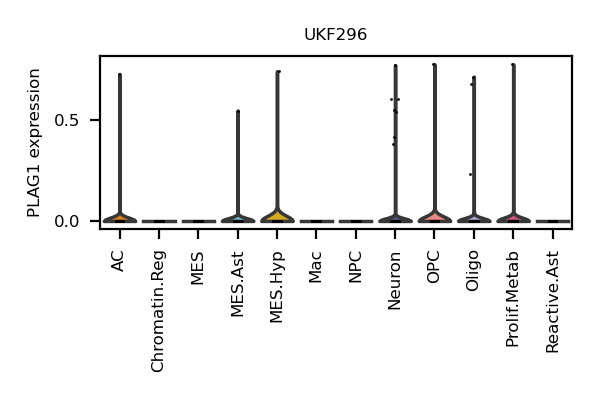 UKF296
PLAG1 expression
0.5
0.0
AC
Chromatin.Reg
MES
MES.Ast
MES.Hyp
Mac
NPC
Neuron
OPC
Oligo
Prolif.Metab
Reactive.Ast